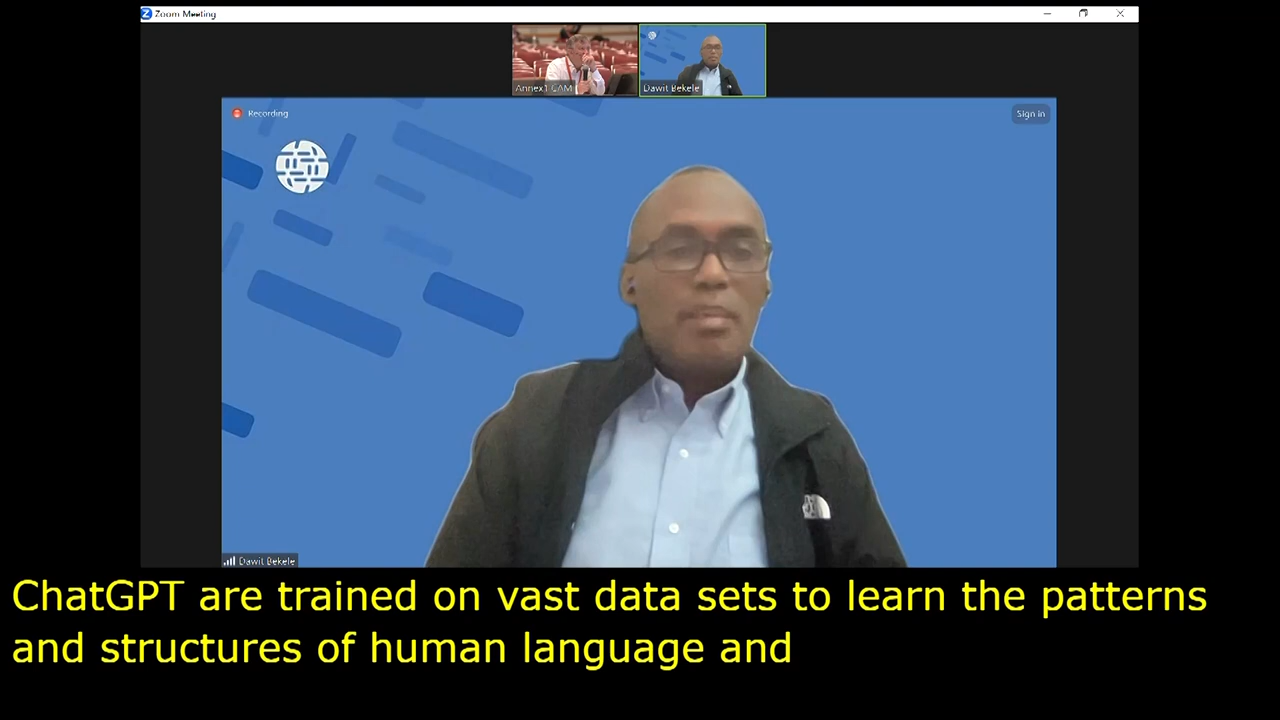 Zoom Meeting
Annex1 CAM
Dawit Bekele
Recording
Sign in
Dawit Bekele
ChatGPT are trained on vast data sets to learn the patterns
and structures of human language and